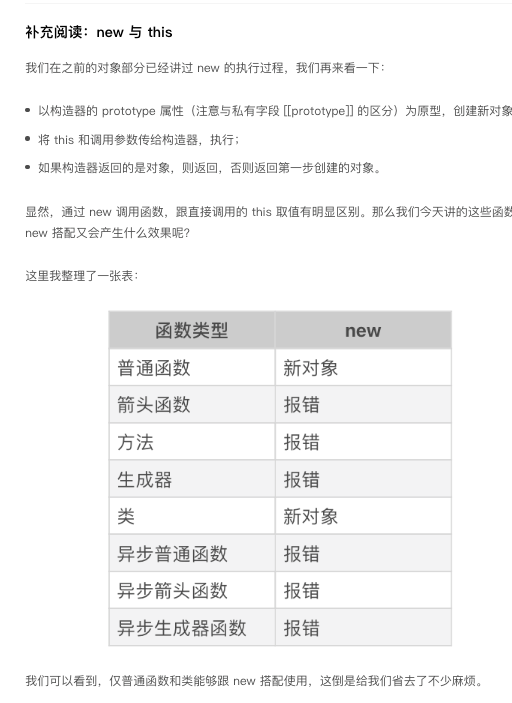 补充阅读：new 与 this
我们在之前的对象部分已经讲过 new 的执行过程，我们再来看一下：
以构造器的 prototype 属性（注意与私有字段 [[prototype]] 的区分）为原型，创建新对象
将 this 和调用参数传给构造器，执行；
如果构造器返回的是对象，则返回，否则返回第一步创建的对象。
显然，通过 new 调用函数，跟直接调用的 this 取值有明显区别。那么我们今天讲的这些函数
new 搭配又会产生什么效果呢？
这里我整理了一张表：
函数类型 new
普通函数 新对象
箭头函数 报错
方法 报错
生成器 报错
类 新对象
异步普通函数 报错
异步箭头函数 报错
异步生成器函数 报错
我们可以看到，仅普通函数和类能够跟 new 搭配使用，这倒是给我们省去了不少麻烦。